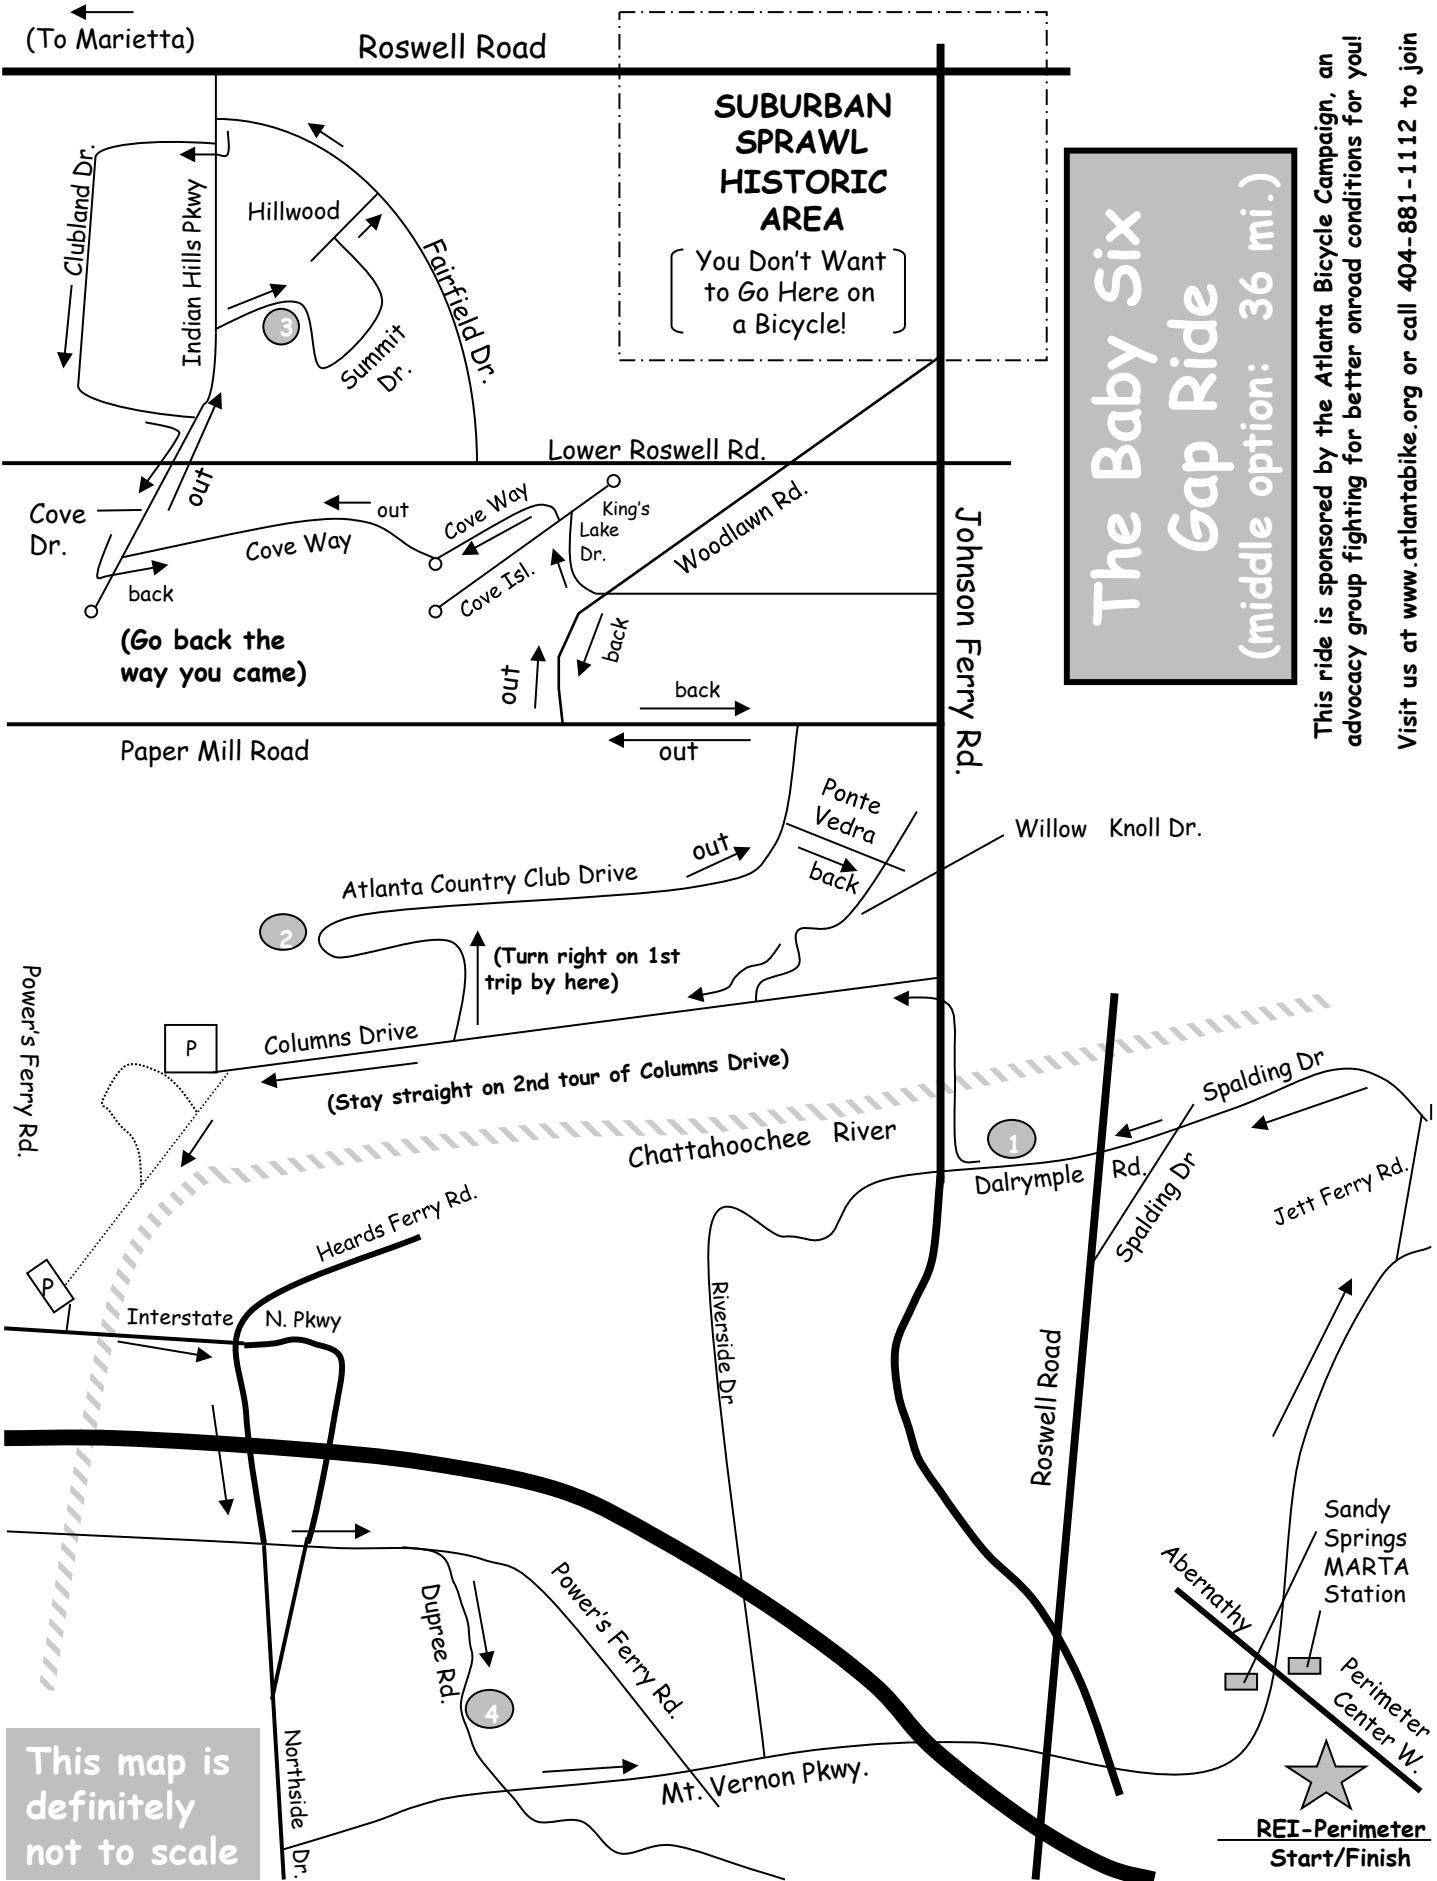 (To Marietta)
Roswell Road
SUBURBAN
SPRAWL
HISTORIC
AREA
You Don't Want
to Go Here on
a Bicycle!
The Baby Six
Gap Ride
(middle option: 36 mi.)
This ride is sponsored by the Atlanta Bicycle Campaign, an
advocacy group fighting for better onroad conditions for you!
Visit us at www.atlantabike.org or call 404-881-1112 to join
Clubland Dr.
Indian Hills Pkwy
Hillwood
Fairfield Dr.
3
Summit
Dr.
out
Lower Roswell Rd.
Cove
Dr.
out
Cove Way
Cove Way
King's
Lake
Dr.
Cove Isl.
Woodlawn Rd.
Johnson Ferry Rd.
back
(Go back the
way you came)
out
back
back
Paper Mill Road
out
Ponte
Vedra
back
Willow Knoll Dr.
out
Atlanta Country Club Drive
2
(Turn right on 1st
trip by here)
Power's Ferry Rd.
P
Columns Drive
(Stay straight on 2nd tour of Columns Drive)
Chattahoochee River
1
Dalrymple Rd.
Spalding Dr
Spalding Dr
Jett Ferry Rd.
Heards Ferry Rd.
P
Interstate N. Pkwy
Riverside Dr
Roswell Road
Sandy
Springs
MARTA
Station
Abernathy
Perimeter
Center W.
Dupree Rd.
Power's Ferry Rd.
4
Northside Dr.
Mt. Vernon Pkwy.
REI-Perimeter
Start/Finish
This map is
definitely
not to scale